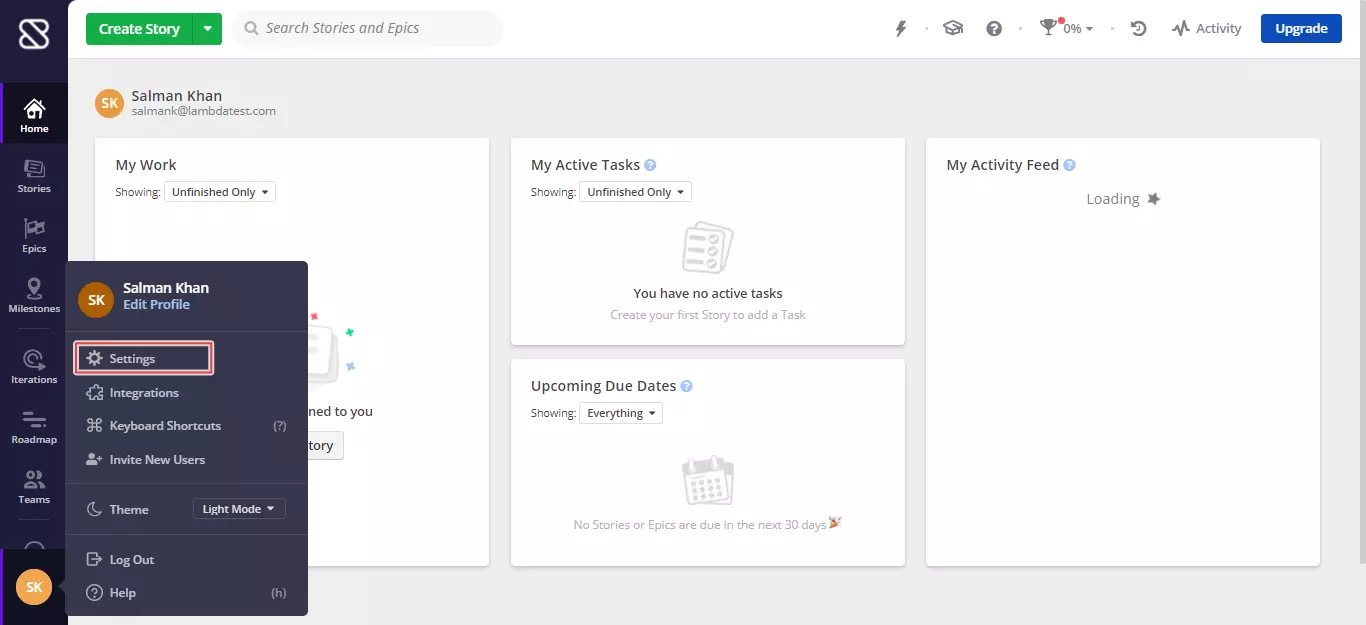 Create Story
Search Stories and Epics
0%
Activity
Upgrade
Home
Stories
Epics
Milestones
Iterations
Roadmap
Teams
SK
SK
Salman Khan
salmank@lambdatest.com
My Work
Showing: Unfinished Only
ned to you
tory
My Active Tasks ?
Showing: Unfinished Only
You have no active tasks
Create your first Story to add a Task
Upcoming Due Dates ?
Showing: Everything
No Stories or Epics are due in the next 30 days
My Activity Feed ?
Loading
SK
Salman Khan
Edit Profile
Settings
Integrations
Keyboard Shortcuts (?)
Invite New Users
Theme Light Mode
Log Out
Help (h)